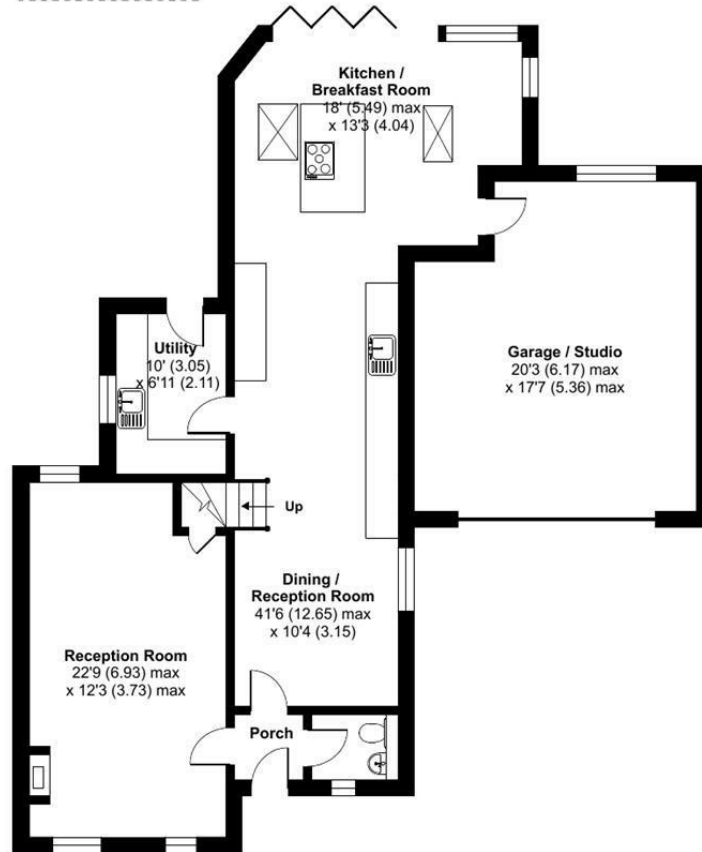 Kitchen /
Breakfast Room
18' (5.49) max
x 13'3 (4.04)
Utility
10' (3.05)
x 6'11 (2.11)
Garage / Studio
20'3 (6.17) max
x 17'7 (5.36) max
Up
Dining /
Reception Room
41'6 (12.65) max
x 10'4 (3.15)
Reception Room
22'9 (6.93) max
x 12'3 (3.73) max
Porch